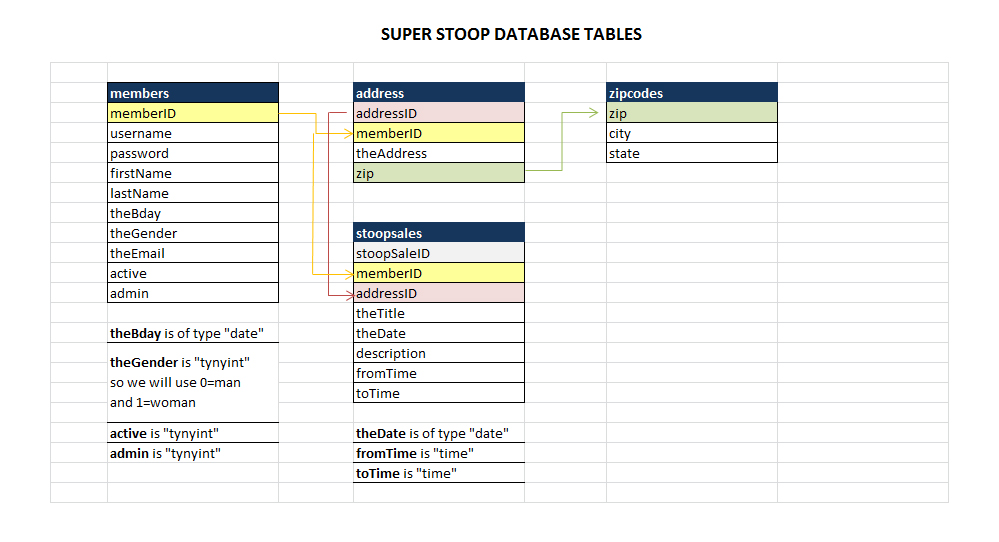 SUPER STOOP DATABASE TABLES
members
memberID
username
password
firstName
lastName
theBday
theGender
theEmail
active
admin
theBday is of type "date"
theGender is "tynyint"
so we will use 0=man
and 1=woman
active is "tynyint"
admin is "tynyint"
address
addressID
memberID
theAddress
zip
stoopsales
stoopSaleID
memberID
addressID
theTitle
theDate
description
fromTime
toTime
theDate is of type "date"
fromTime is "time"
toTime is "time"
zipcodes
zip
city
state